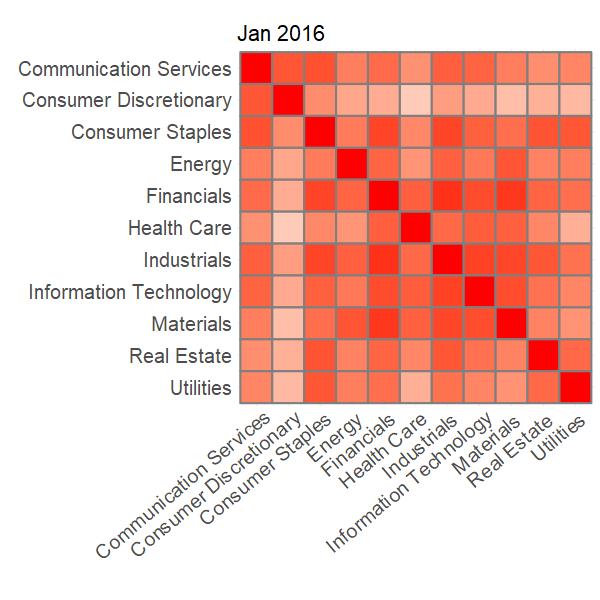 Jan 2016
Communication Services
Consumer Discretionary
Consumer Staples
Energy
Financials
Health Care
Industrials
Information Technology
Materials
Real Estate
Utilities
Communication Services
Consumer Discretionary
Consumer Staples
Energy
Financials
Health Care
Industrials
Information Technology
Materials
Real Estate
Utilities